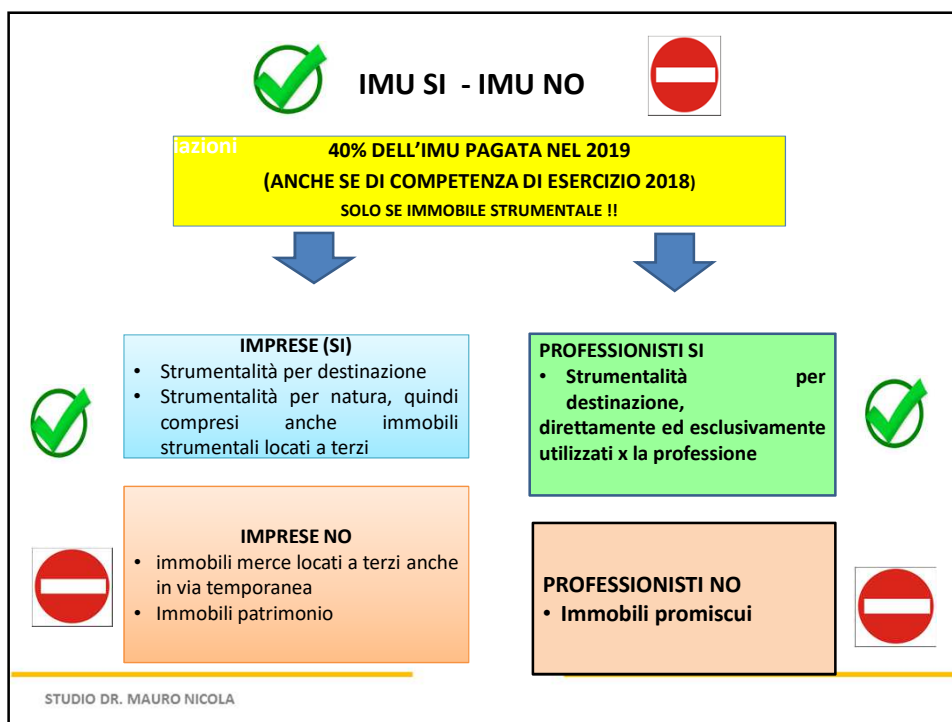 IMU SI - IMU NO
iazioni
40% DELL’IMU PAGATA NEL 2019
(ANCHE SE DI COMPETENZA DI ESERCIZIO 2018)
SOLO SE IMMOBILE STRUMENTALE !!
IMPRESE (SI)
• Strumentalità per destinazione
• Strumentalità per natura, quindi
compresi anche immobili
strumentali locati a terzi
PROFESSIONISTI SI
• Strumentalità per
destinazione,
direttamente ed esclusivamente
utilizzati x la professione
IMPRESE NO
• immobili merce locati a terzi anche
in via temporanea
• Immobili patrimonio
PROFESSIONISTI NO
• Immobili promiscui
STUDIO DR. MAURO NICOLA